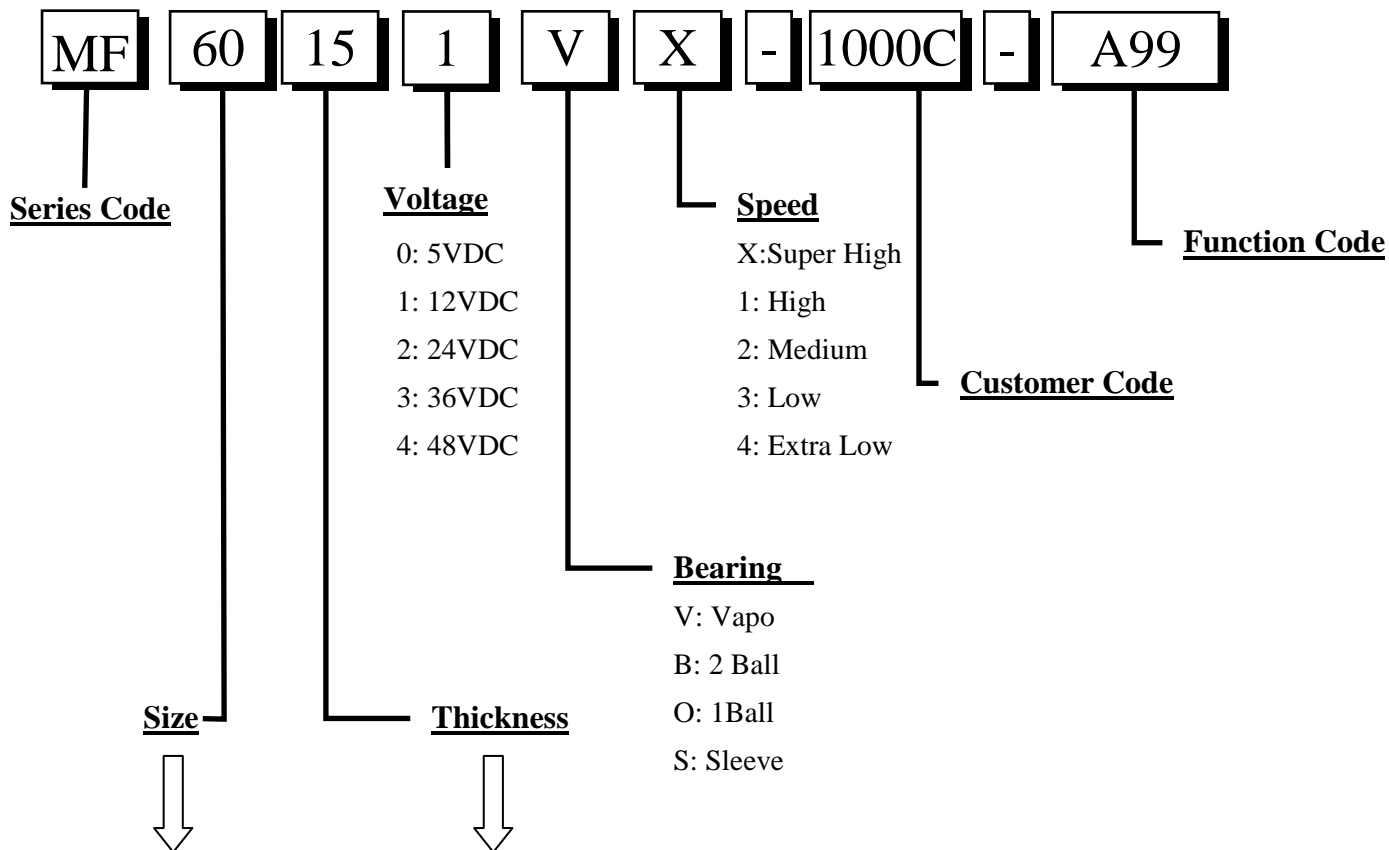 MF 60 15 1 V X - 1000C - A99
Series Code
Voltage
0: 5VDC
1: 12VDC
2: 24VDC
3: 36VDC
4: 48VDC
Speed
X:Super High
1: High
2: Medium
3: Low
4: Extra Low
Function Code
Customer Code
Bearing
V: Vapo
B: 2 Ball
O: 1Ball
S: Sleeve
Size
Thickness